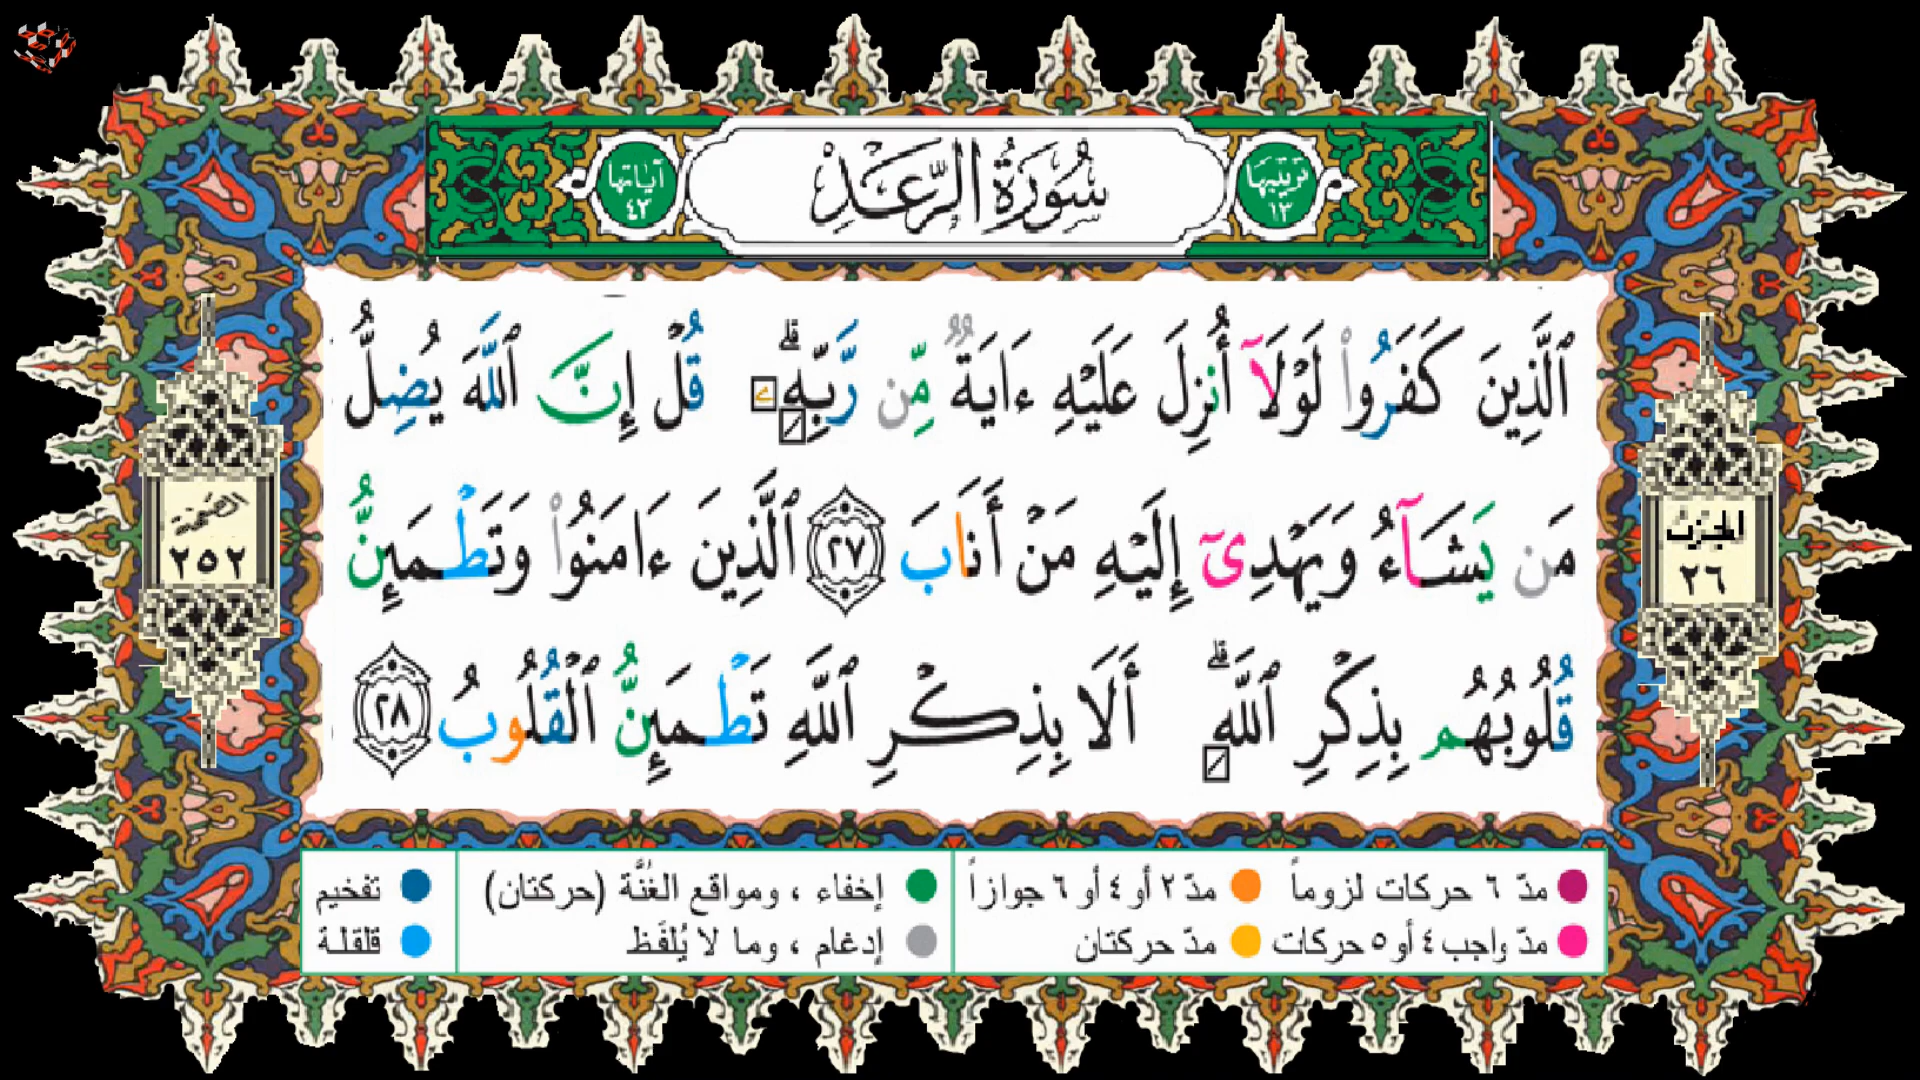 ترتيبها ١٣
سُورَةُ الرَّعْدِ
آياتها ٤٣
ٱلَّذِينَ كَفَرُوا۟ لَوْلَآ أُنزِلَ عَلَيْهِ ءَايَةٌ مِّن رَّبِّهِۦ ۗ قُلْ إِنَّ ٱللَّهَ يُضِلُّ
مَن يَشَآءُ وَيَهْدِىٓ إِلَيْهِ مَنْ أَنَابَ ٢٧ ٱلَّذِينَ ءَامَنُوا۟ وَتَطْمَئِنُّ
قُلُوبُهُم بِذِكْرِ ٱللَّهِ ۗ أَلَا بِذِكْرِ ٱللَّهِ تَطْمَئِنُّ ٱلْقُلُوبُ ٢٨
الحزب
٢٦
الصفحة
٢٥٢
مدّ ٦ حركات لزوماً مدّ ٢ أو ٤ أو ٦ جوازاً إخفاء ، ومواقع الغُنَّة (حركتان) تفخيم
مدّ واجب ٤ أو ٥ حركات مدّ حركتان إدغام ، وما لا يُلفَظ قلقلة